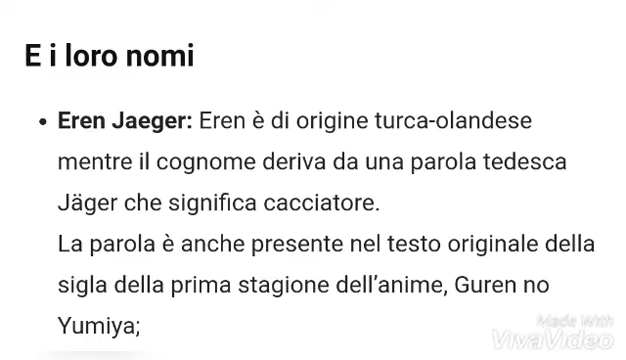 E i loro nomi
• Eren Jaeger: Eren è di origine turca-olandese
mentre il cognome deriva da una parola tedesca
Jäger che significa cacciatore.
La parola è anche presente nel testo originale della
sigla della prima stagione dell’anime, Guren no
Yumiya;
Made With
VivaVideo